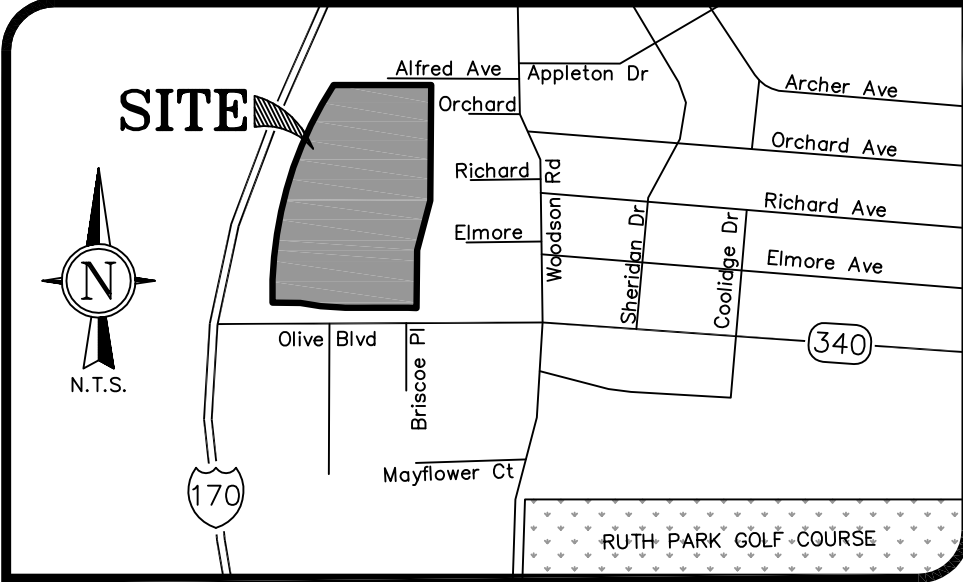 Alfred Ave
Appleton Dr
SITE
Orchard
Archer Ave
Orchard Ave
Richard
Woodson Rd
Richard Ave
Elmore
Sheridan Dr
Coolidge Dr
Elmore Ave
N
N.T.S.
Olive Blvd
Briscoe Pl
340
Mayflower Ct
170
RUTH PARK GOLF COURSE